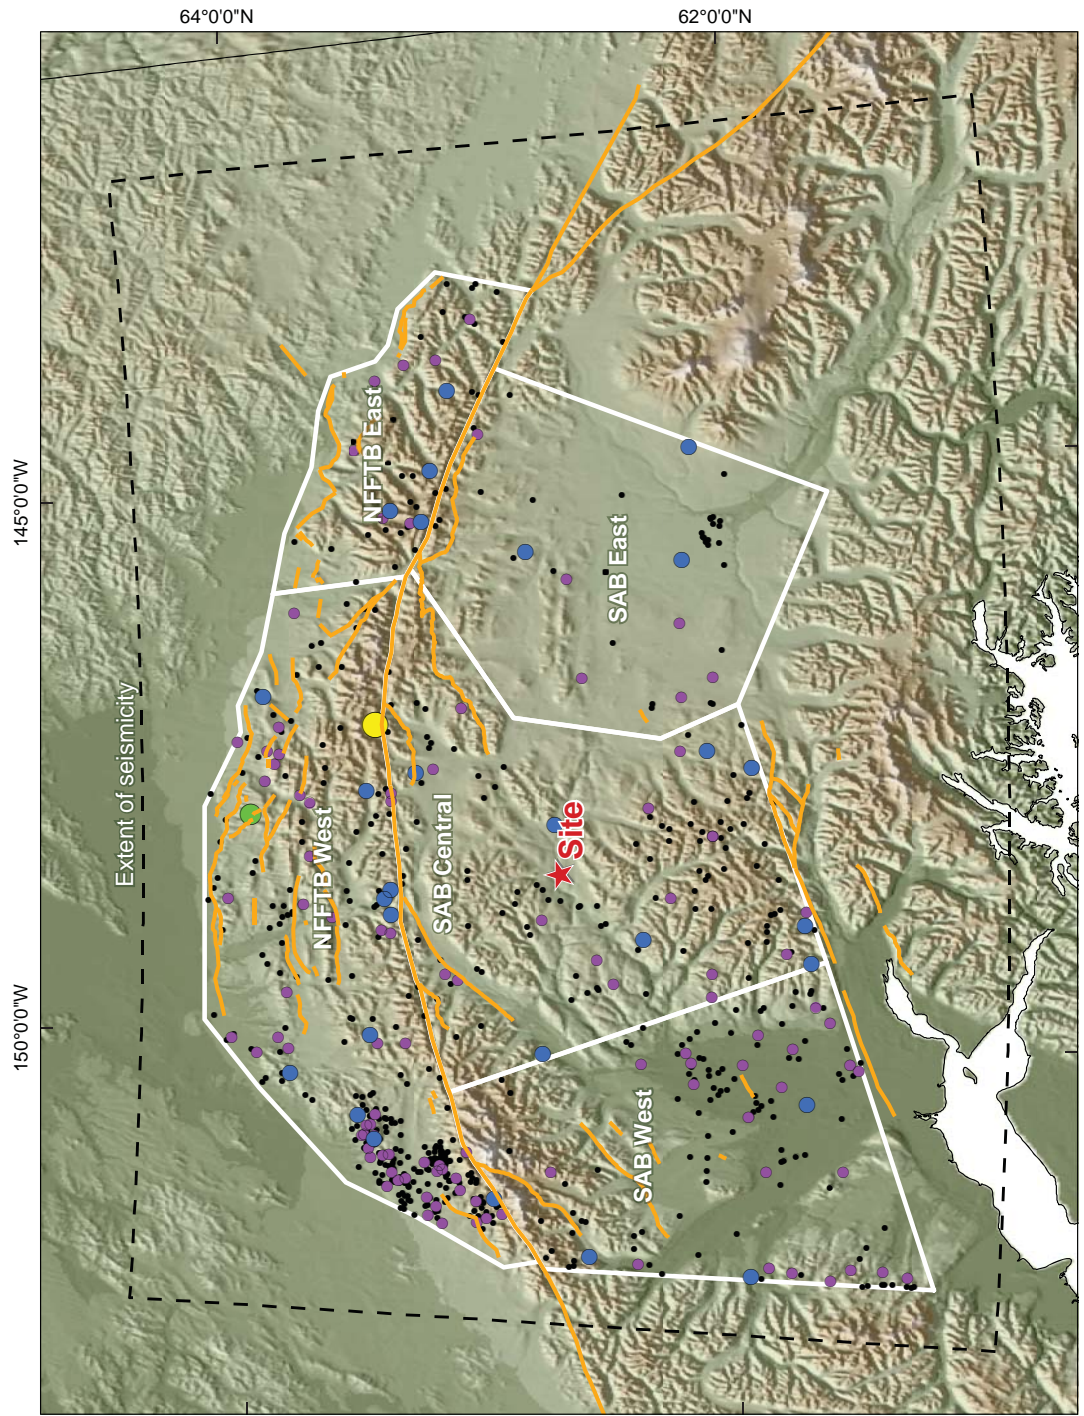 64°0'0"N
62°0'0"N
145°0'0"W
150°0'0"W
Extent of seismicity
NFFTB East
NFFTB West
SAB East
SAB Central
SAB West
Site